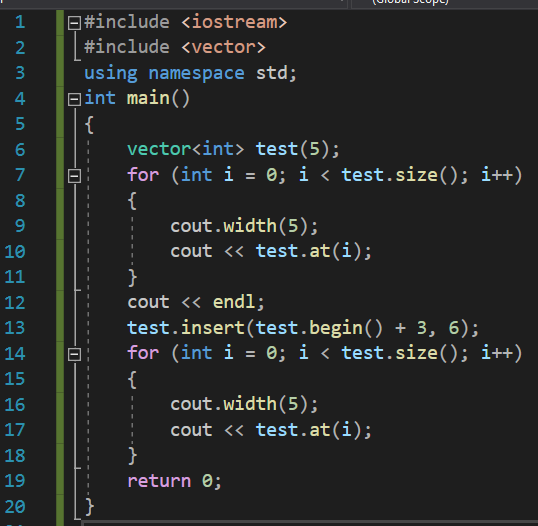 (Global Scope)
1 #include <iostream>
2 #include <vector>
3 using namespace std;
4 int main()
5 {
6 vector<int> test(5);
7 for (int i = 0; i < test.size(); i++)
8 {
9 cout.width(5);
10 cout << test.at(i);
11 }
12 cout << endl;
13 test.insert(test.begin() + 3, 6);
14 for (int i = 0; i < test.size(); i++)
15 {
16 cout.width(5);
17 cout << test.at(i);
18 }
19 return 0;
20 }